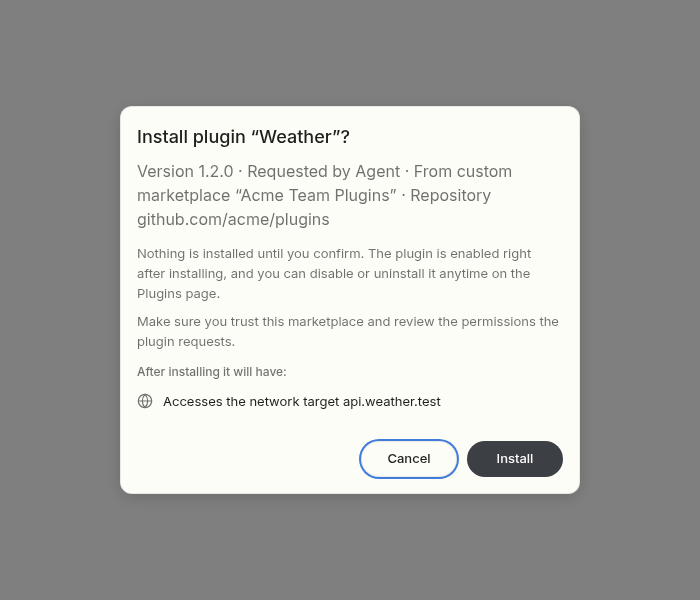 Install plugin “Weather”?
Version 1.2.0 · Requested by Agent · From custom
marketplace “Acme Team Plugins” · Repository
github.com/acme/plugins
Nothing is installed until you confirm. The plugin is enabled right
after installing, and you can disable or uninstall it anytime on the
Plugins page.
Make sure you trust this marketplace and review the permissions the
plugin requests.
After installing it will have:
Accesses the network target api.weather.test
Cancel
Install